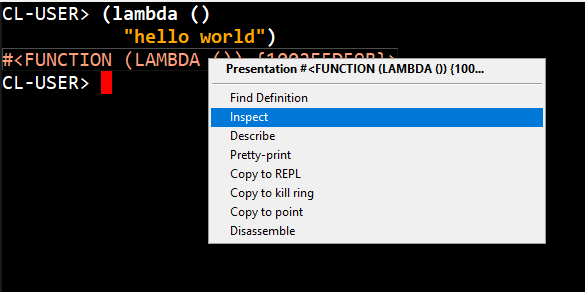 CL-USER> (lambda ()
"hello world")
#<FUNCTION (LAMBDA ()) {1002
CL-USER>
Presentation #<FUNCTION (LAMBDA ()) {100...
Find Definition
Inspect
Describe
Pretty-print
Copy to REPL
Copy to kill ring
Copy to point
Disassemble